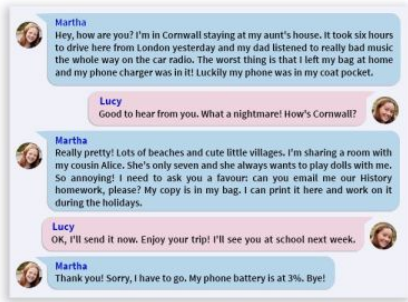 Martha
Hey, how are you? I'm in Cornwall staying at my aunt's house. It took six hours
to drive here from London yesterday and my dad listened to really bad music
the whole way on the car radio. The worst thing is that I left my bag at home
and my phone charger was in it! Luckily my phone was in my coat pocket.
Lucy
Good to hear from you. What a nightmare! How's Cornwall?
Martha
Really pretty! Lots of beaches and cute little villages. I'm sharing a room with
my cousin Alice. She's only seven and she always wants to play dolls with me.
So annoying! I need to ask you a favour: can you email me our History
homework, please? My copy is in my bag. I can print it here and work on it
during the holidays.
Lucy
OK, I'll send it now. Enjoy your trip! I'll see you at school next week.
Martha
Thank you! Sorry, I have to go. My phone battery is at 3%. Bye!